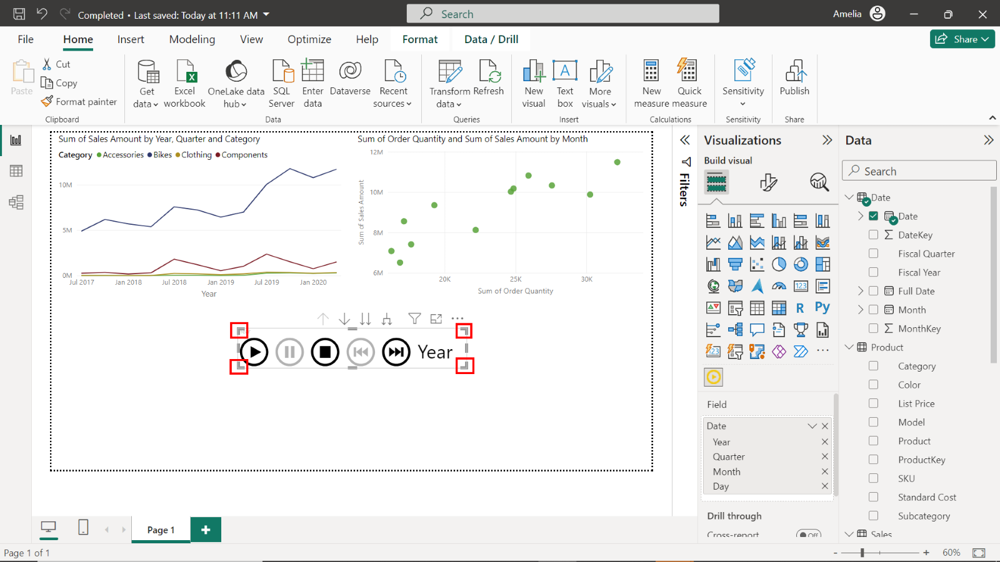 Completed • Last saved: Today at 11:11 AM
Search
Amelia
File Home Insert Modeling View Optimize Help Format Data / Drill
Share
Paste
Cut
Copy
Format painter
Get data
Excel workbook
OneLake data hub
SQL Server
Enter data
Dataverse
Recent sources
Transform data
Refresh
New visual
Text box
More visuals
New measure
Quick measure
Sensitivity
Publish
Clipboard Data Queries Insert Calculations Sensitivity Share
Sum of Sales Amount by Year, Quarter and Category
Category Accessories Bikes Clothing Components
10M
5M
0M
Jul 2017 Jan 2018 Jul 2018 Jan 2019 Jul 2019 Jan 2020
Year
Sum of Order Quantity and Sum of Sales Amount by Month
12M
10M
8M
6M
Sum of Sales Amount
20K 25K 30K
Sum of Order Quantity
Year
Filters
Visualizations
Build visual
123
R
Py
123
Field
Date
Year
Quarter
Month
Day
Drill through
Cross-report
Off
Data
Search
Date
Date
DateKey
Fiscal Quarter
Fiscal Year
Full Date
Month
MonthKey
Product
Category
Color
List Price
Model
Product
ProductKey
SKU
Standard Cost
Subcategory
Sales
Page 1
Page 1 of 1
- + 60%